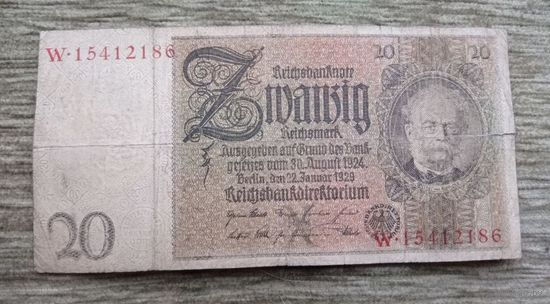 W·15412186
20 20
Reichsbanknote
Zwanzig
Reichsmark
Ausgegeben auf Grund des Bank-
gesetzes vom 30. August 1924
Berlin, den 22. Januar 1929
Reichsbankdirektorium
20
W·15412186